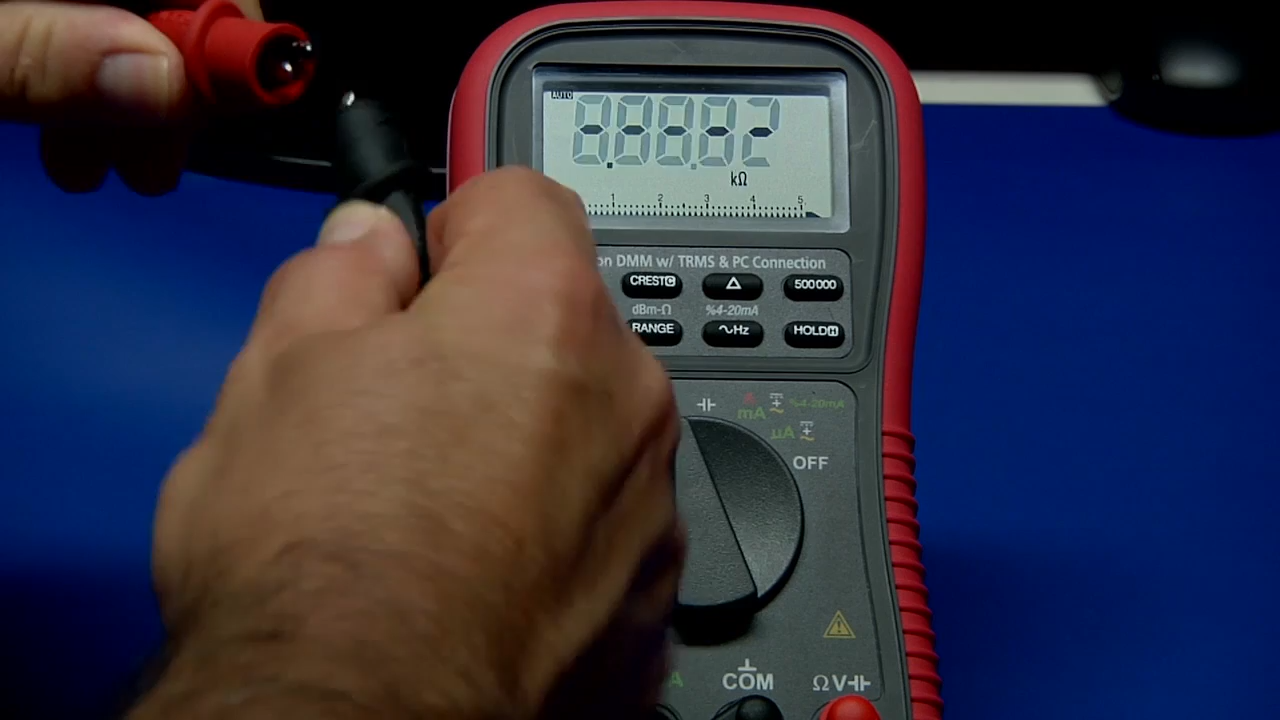 AUTO
kΩ
1 2 3 4 5
on DMM w/ TRMS & PC Connection
CREST C Δ 500000
dBm-Ω %4-20mA
RANGE ~Hz HOLD H
A %4-20mA
mA
µA
OFF
A COM ΩV